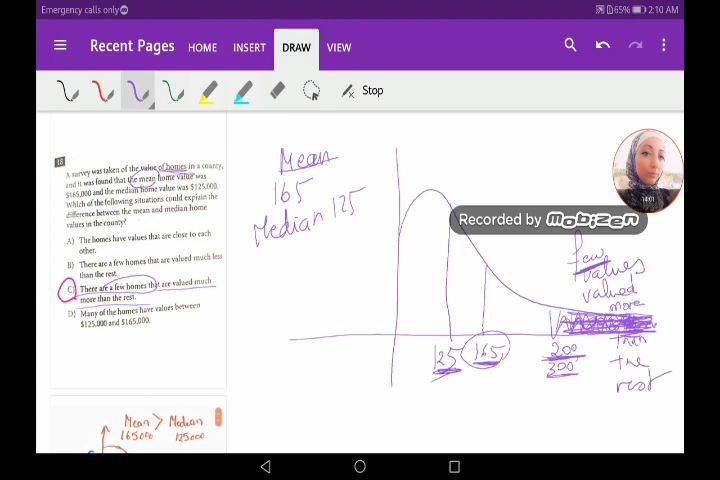 Emergency calls only
65% 2:10 AM
Recent Pages HOME INSERT DRAW VIEW
Stop
18
A survey was taken of the value of homes in a county,
and it was found that the mean home value was
$165,000 and the median home value was $125,000.
Which of the following situations could explain the
difference between the mean and median home
values in the county?
A) The homes have values that are close to each
other.
B) There are a few homes that are valued much less
than the rest.
C) There are a few homes that are valued much
more than the rest.
D) Many of the homes have values between
$125,000 and $165,000.
Mean
165
Median 125
125
165
200
300
few
values
valued
more
than
the
rest
Recorded by mobizen
14:01
Mean > Median
165000 125000